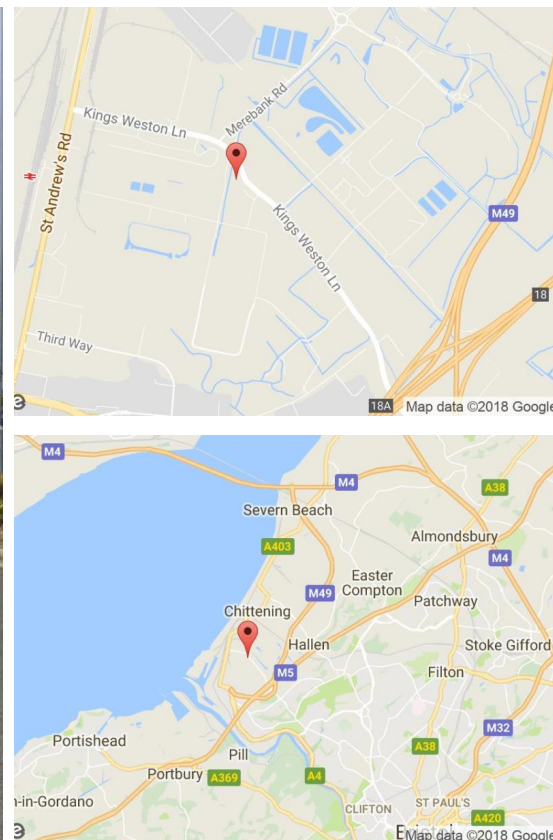 Kings Weston Ln
Merebank Rd
St Andrew's Rd
Kings Weston Ln
M49
18
Third Way
18A
Map data ©2018 Google
M4
M4
A38
Severn Beach
Almondsbury
A403
M4
Easter
Compton
M49
Patchway
Chittening
Hallen
Stoke Gifford
M5
Filton
M32
Portishead
A38
Pill
Portbury
A369
A4
n-in-Gordano
CLIFTON
ST PAUL'S
A420
Map data ©2018 Google